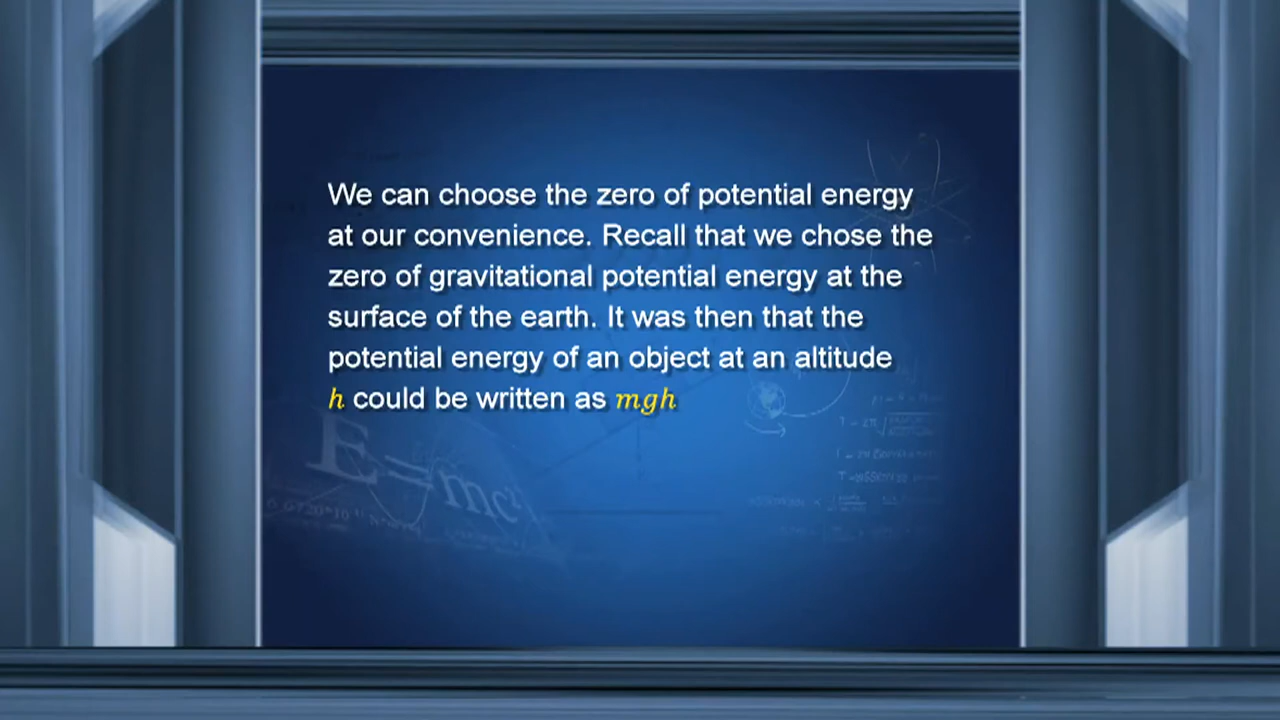 We can choose the zero of potential energy
at our convenience. Recall that we chose the
zero of gravitational potential energy at the
surface of the earth. It was then that the
potential energy of an object at an altitude
h could be written as mgh
E=mc²